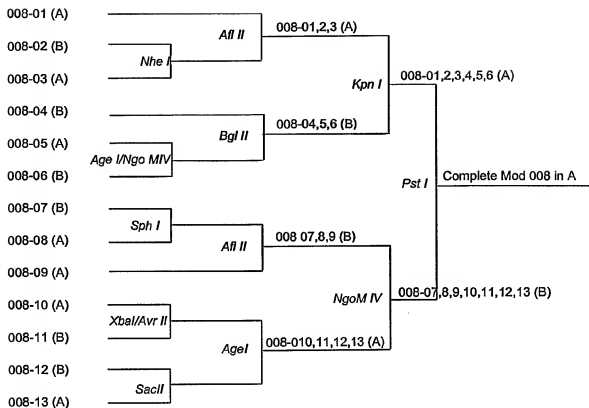 008-01 (A)
Afl II
008-01,2,3 (A)
008-02 (B)
Nhe I
008-03 (A)
Kpn I
008-01,2,3,4,5,6 (A)
008-04 (B)
Bgl II
008-04,5,6 (B)
008-05 (A)
Age I/Ngo MIV
008-06 (B)
Pst I
Complete Mod 008 in A
008-07 (B)
Sph I
008-08 (A)
Afl II
008 07,8,9 (B)
008-09 (A)
NgoM IV
008-07,8,9,10,11,12,13 (B)
008-10 (A)
XbaI/Avr II
008-11 (B)
AgeI
008-010,11,12,13 (A)
008-12 (B)
SacII
008-13 (A)